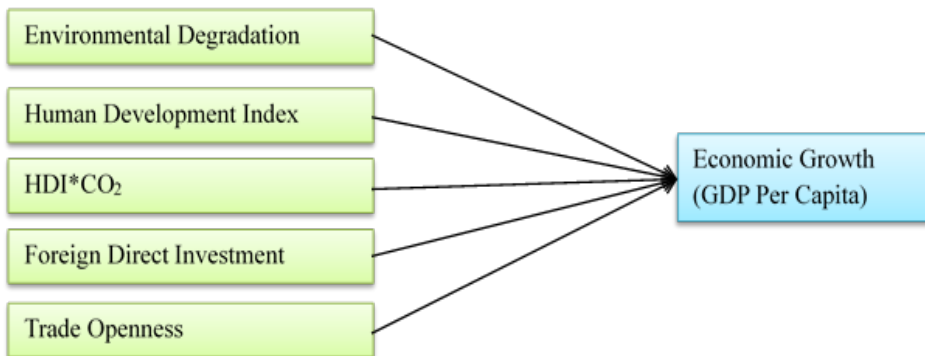 Environmental Degradation
Human Development Index
HDI*CO₂
Foreign Direct Investment
Trade Openness
Economic Growth
(GDP Per Capita)